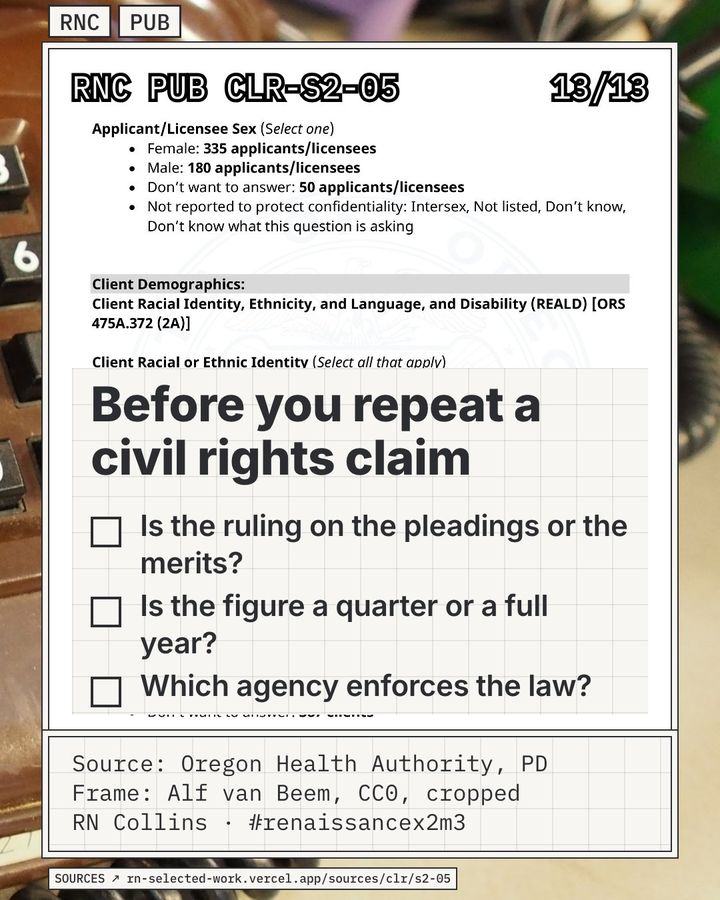 RNC PUB
RNC PUB CLR-S2-05 13/13
Applicant/Licensee Sex (Select one)
• Female: 335 applicants/licensees
• Male: 180 applicants/licensees
• Don’t want to answer: 50 applicants/licensees
• Not reported to protect confidentiality: Intersex, Not listed, Don’t know,
Don’t know what this question is asking
Client Demographics:
Client Racial Identity, Ethnicity, and Language, and Disability (REALD) [ORS
475A.372 (2A)]
Client Racial or Ethnic Identity (Select all that apply)
Before you repeat a
civil rights claim
Is the ruling on the pleadings or the
merits?
Is the figure a quarter or a full
year?
Which agency enforces the law?
Source: Oregon Health Authority, PD
Frame: Alf van Beem, CC0, cropped
RN Collins · #renaissancex2m3
SOURCES ↗ rn-selected-work.vercel.app/sources/clr/s2-05
6